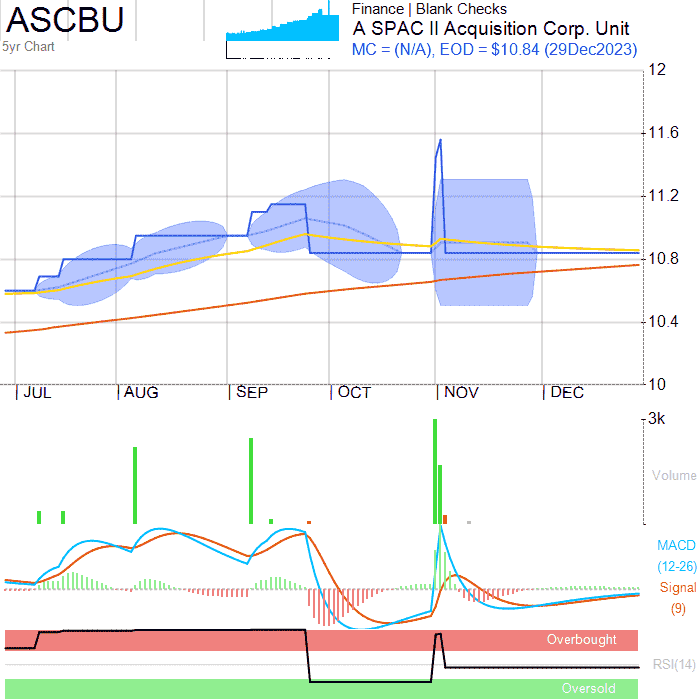 ASCBU
5yr Chart
Finance | Blank Checks
A SPAC II Acquisition Corp. Unit
MC = (N/A), EOD = $10.84 (29Dec2023)
12
11.6
11.2
10.8
10.4
10
JUL AUG SEP OCT NOV DEC
3k
Volume
MACD
(12-26)
Signal
(9)
Overbought
RSI(14)
Oversold